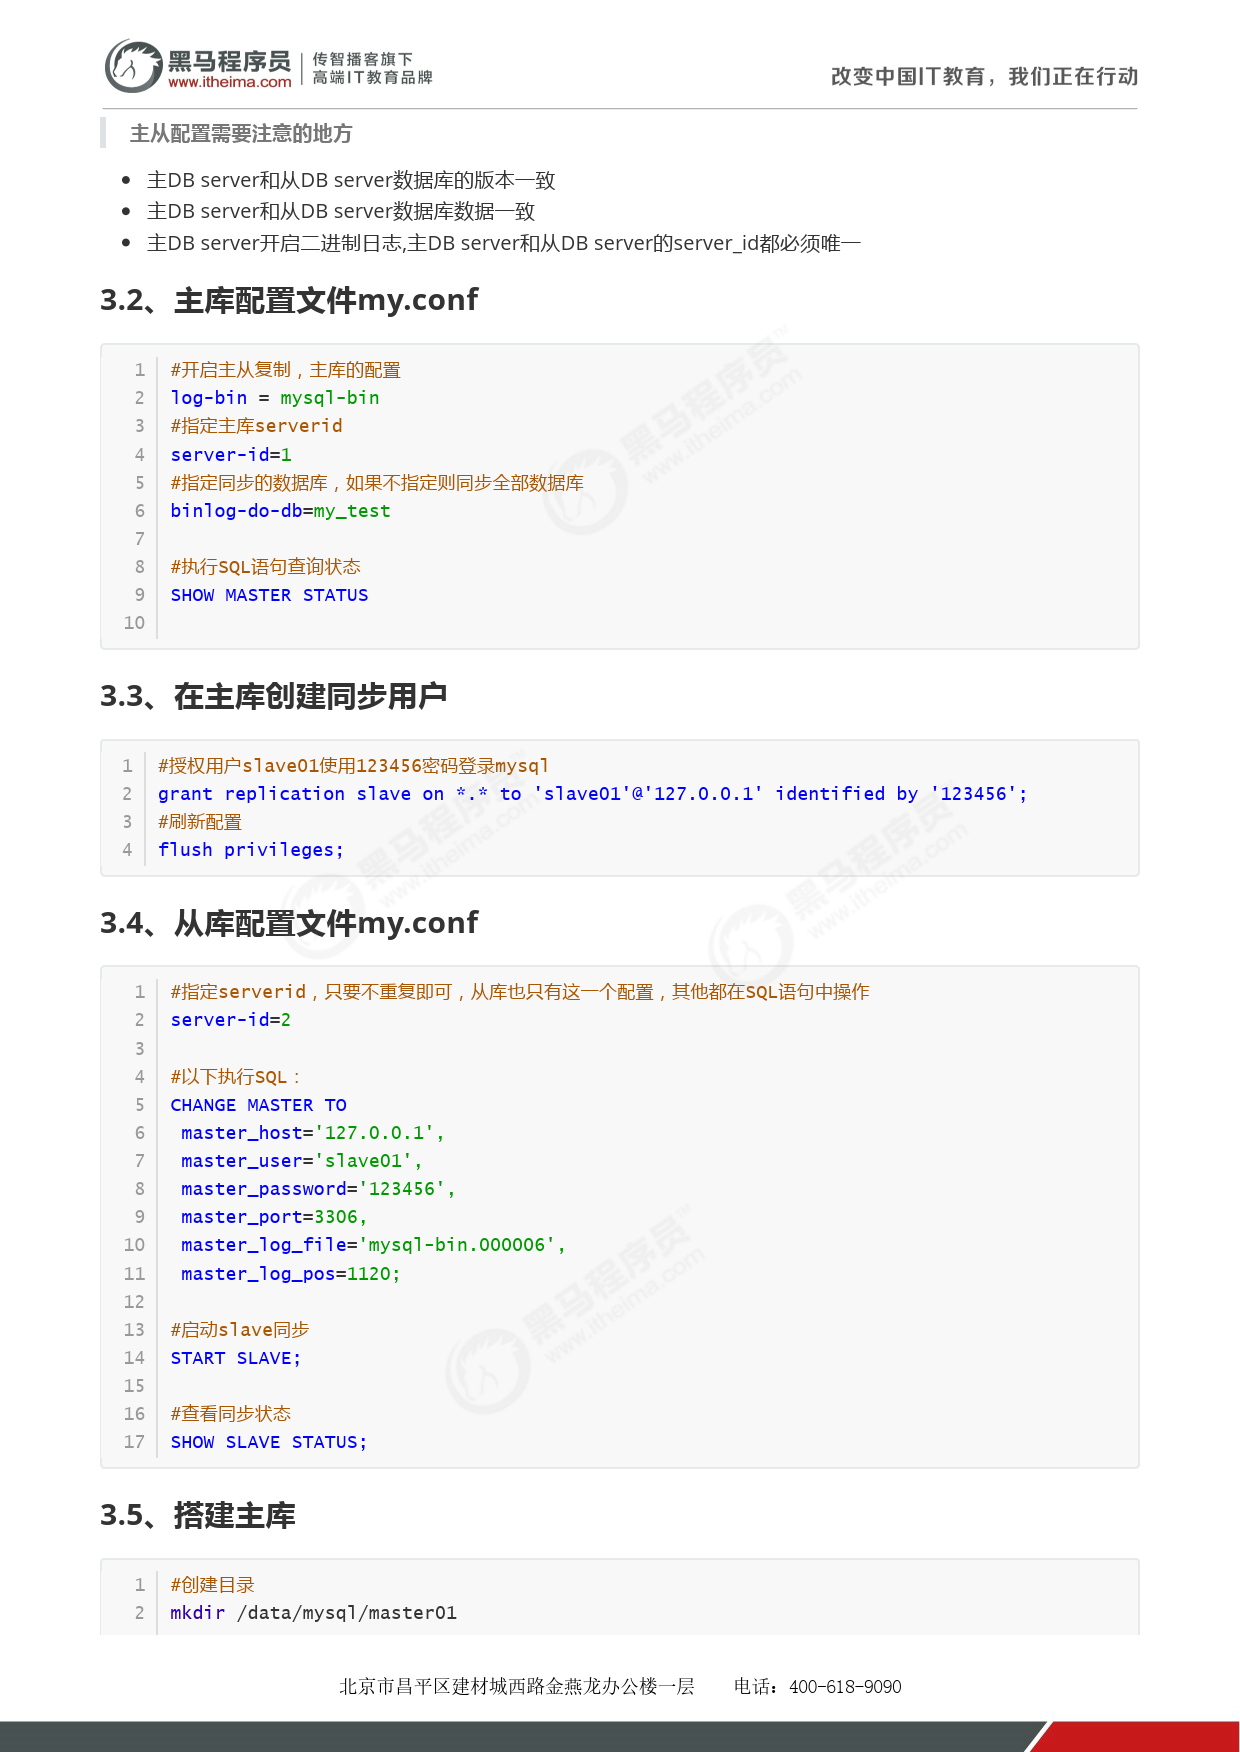 黑马程序员
www.itheima.com
传智播客旗下
高端IT教育品牌
改变中国IT教育，我们正在行动
主从配置需要注意的地方
主DB server和从DB server数据库的版本一致
主DB server和从DB server数据库数据一致
主DB server开启二进制日志,主DB server和从DB server的server_id都必须唯一
3.2、主库配置文件my.conf
1 #开启主从复制，主库的配置
2 log-bin = mysql-bin
3 #指定主库serverid
4 server-id=1
5 #指定同步的数据库，如果不指定则同步全部数据库
6 binlog-do-db=my_test
7
8 #执行SQL语句查询状态
9 SHOW MASTER STATUS
10
3.3、在主库创建同步用户
1 #授权用户slave01使用123456密码登录mysql
2 grant replication slave on *.* to 'slave01'@'127.0.0.1' identified by '123456';
3 #刷新配置
4 flush privileges;
3.4、从库配置文件my.conf
1 #指定serverid，只要不重复即可，从库也只有这一个配置，其他都在SQL语句中操作
2 server-id=2
3
4 #以下执行SQL：
5 CHANGE MASTER TO
6 master_host='127.0.0.1',
7 master_user='slave01',
8 master_password='123456',
9 master_port=3306,
10 master_log_file='mysql-bin.000006',
11 master_log_pos=1120;
12
13 #启动slave同步
14 START SLAVE;
15
16 #查看同步状态
17 SHOW SLAVE STATUS;
3.5、搭建主库
1 #创建目录
2 mkdir /data/mysql/master01
北京市昌平区建材城西路金燕龙办公楼一层 电话：400-618-9090